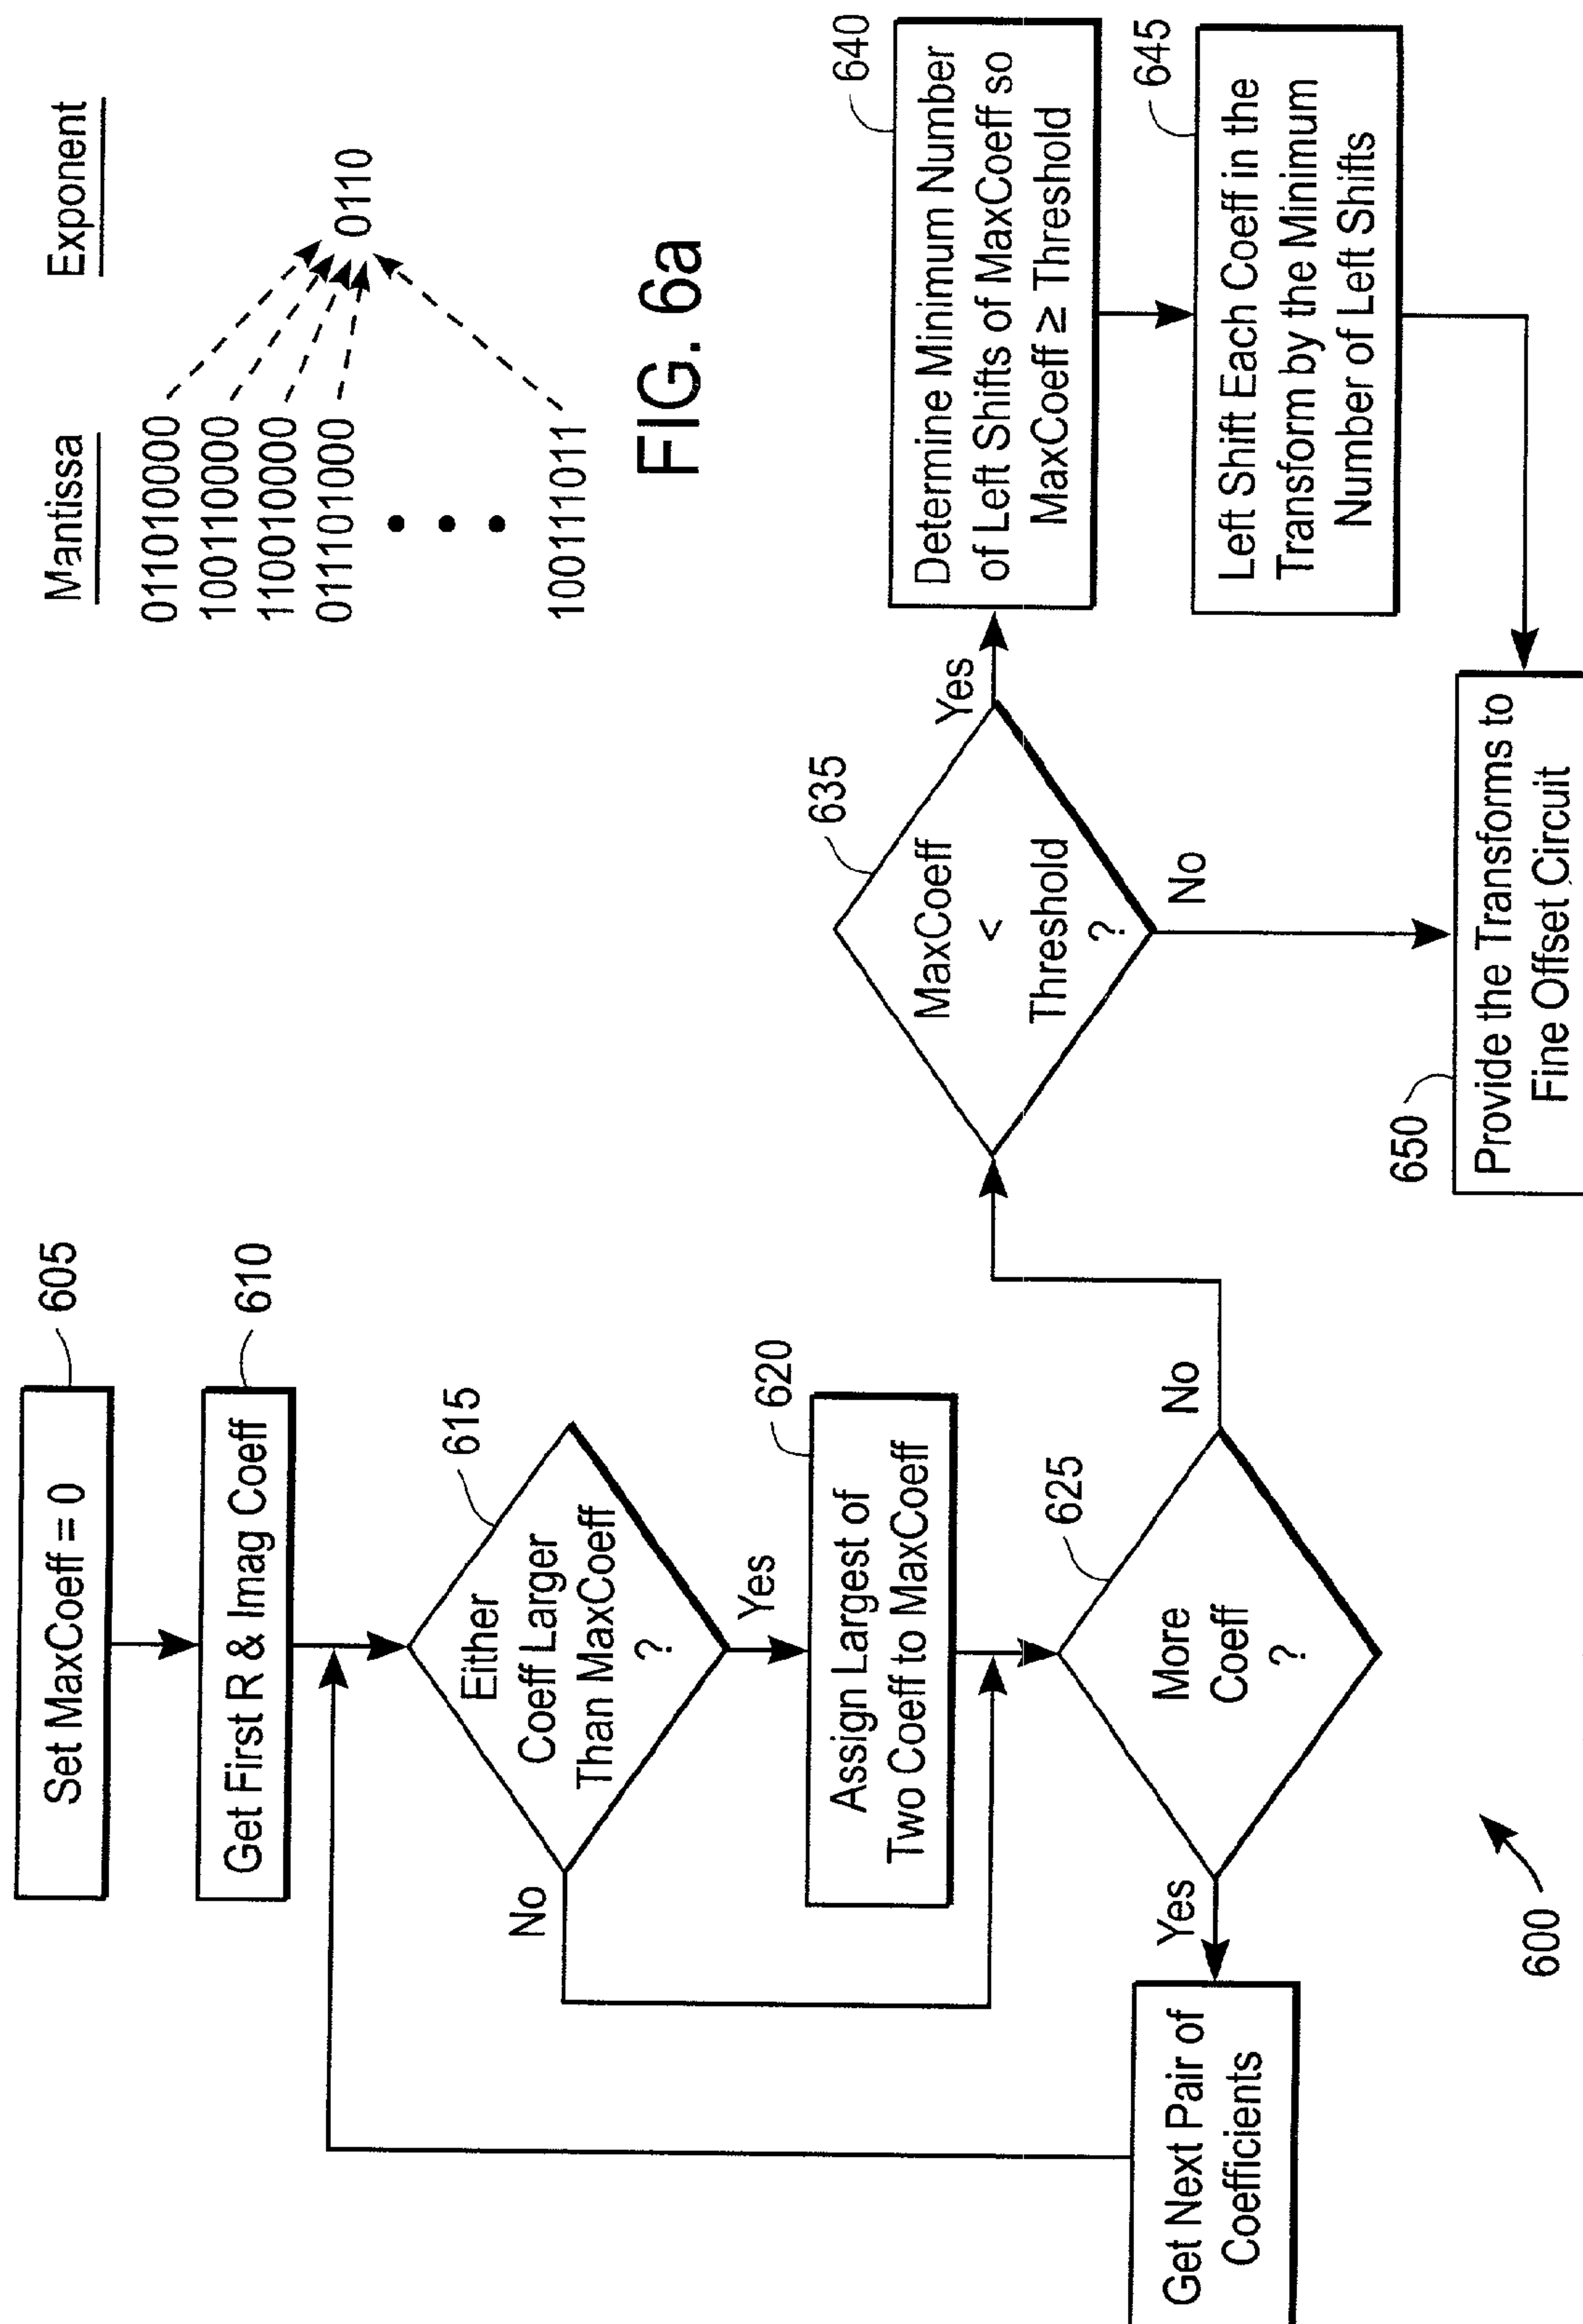 Mantissa
Exponent
011010000
100110000
110010000
011101000
100111011
0110
FIG. 6a
Set MaxCoeff = 0
605
Get First R & Imag Coeff
610
Either
Coeff Larger
Than MaxCoeff
?
615
No
Yes
Assign Largest of
Two Coeff to MaxCoeff
620
More
Coeff
?
625
Yes
No
Get Next Pair of
Coefficients
MaxCoeff
<
Threshold
?
635
Yes
No
Determine Minimum Number
of Left Shifts of MaxCoeff so
MaxCoeff ≥ Threshold
640
Left Shift Each Coeff in the
Transform by the Minimum
Number of Left Shifts
645
Provide the Transforms to
Fine Offset Circuit
650
600